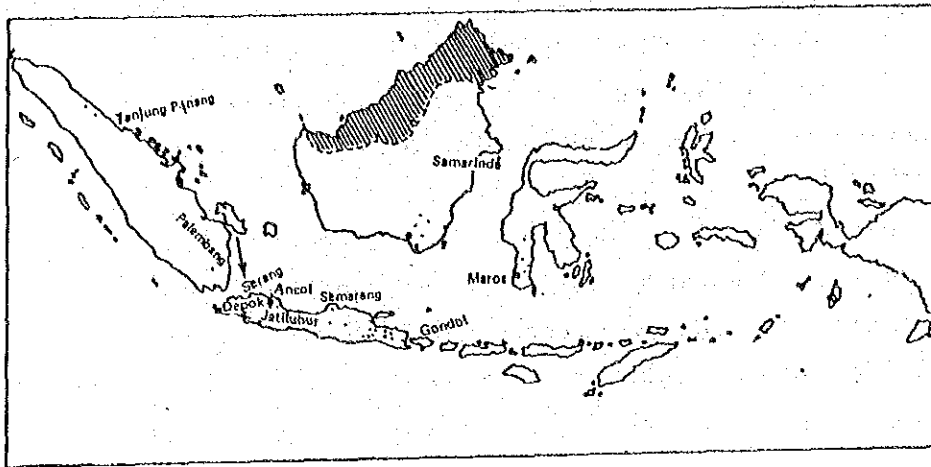 Tanjung Pinang
Samarinda
Palembang
Maros
Serang
Ancol
Semarang
Depok
Jatiluhur
Gondol